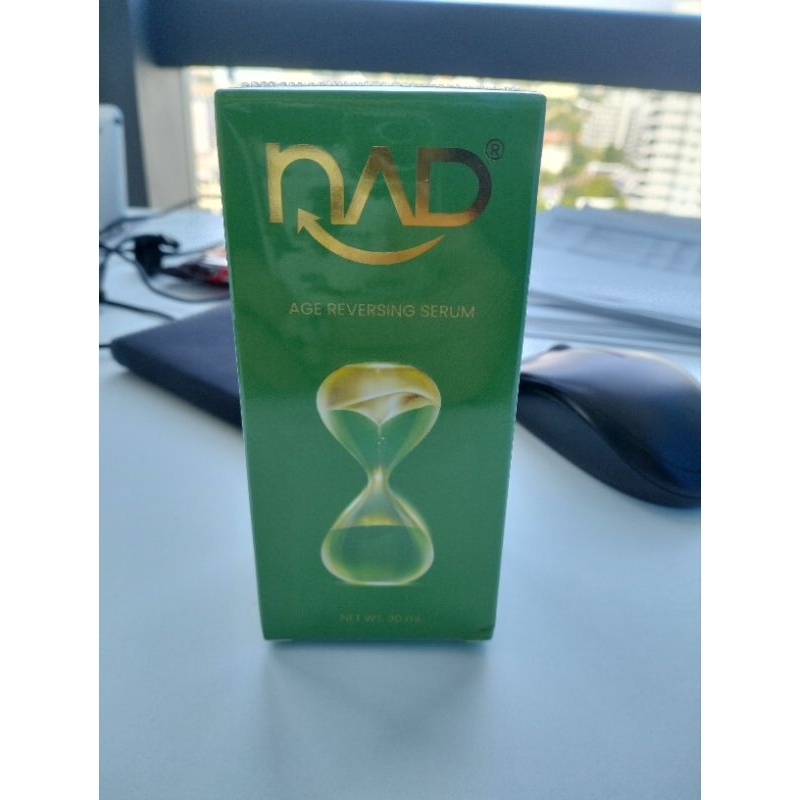 nAD®
AGE REVERSING SERUM
NET WT. 30 ml